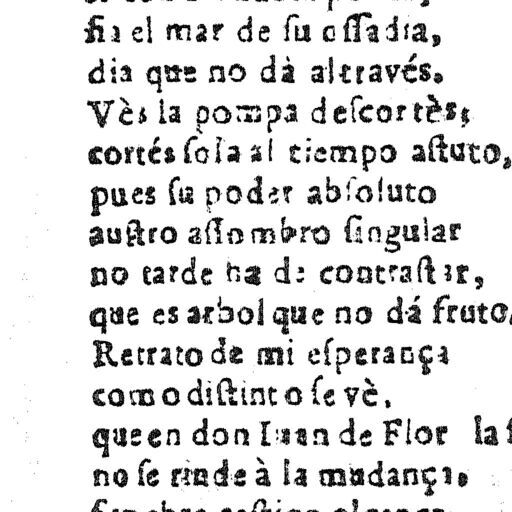 fia el mar de ſu oſſadia,
dia que no dà altravés.
Vès la pompa deſcortès,
cortés ſola al tiempo aſtuto,
pues ſu poder abſoluto
auſtro aſſombro ſingular
no tarde ha de contraſtar,
que es arbol que no dá fruto,
Retrato de mi eſperança
como diſtinto ſe vè,
que en don Iuan de Flor la
no ſe rinde à la mudança.